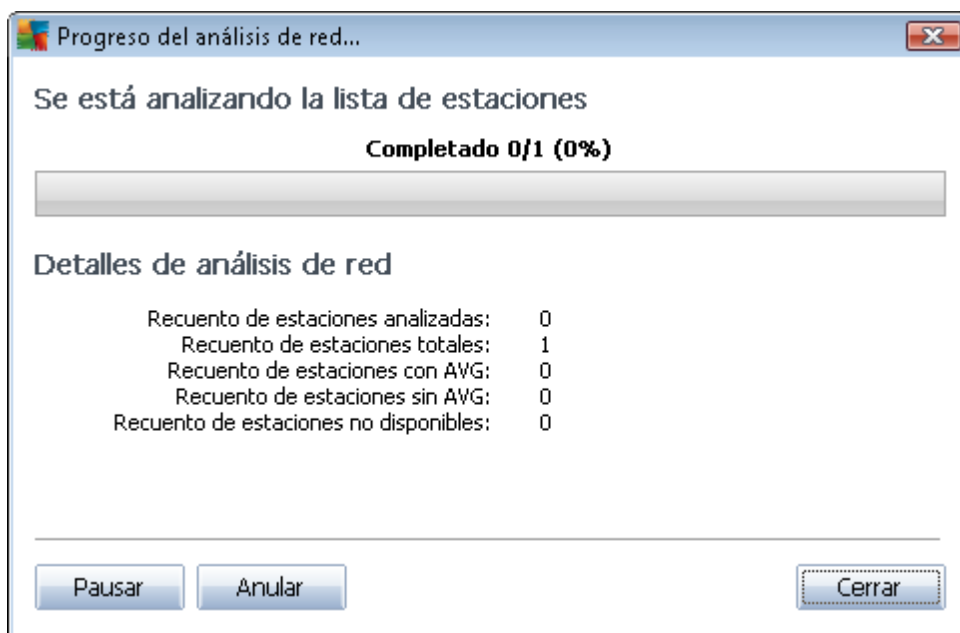 Progreso del análisis de red...
Se está analizando la lista de estaciones
Completado 0/1 (0%)
Detalles de análisis de red
Recuento de estaciones analizadas: 0
Recuento de estaciones totales: 1
Recuento de estaciones con AVG: 0
Recuento de estaciones sin AVG: 0
Recuento de estaciones no disponibles: 0
Pausar Anular Cerrar